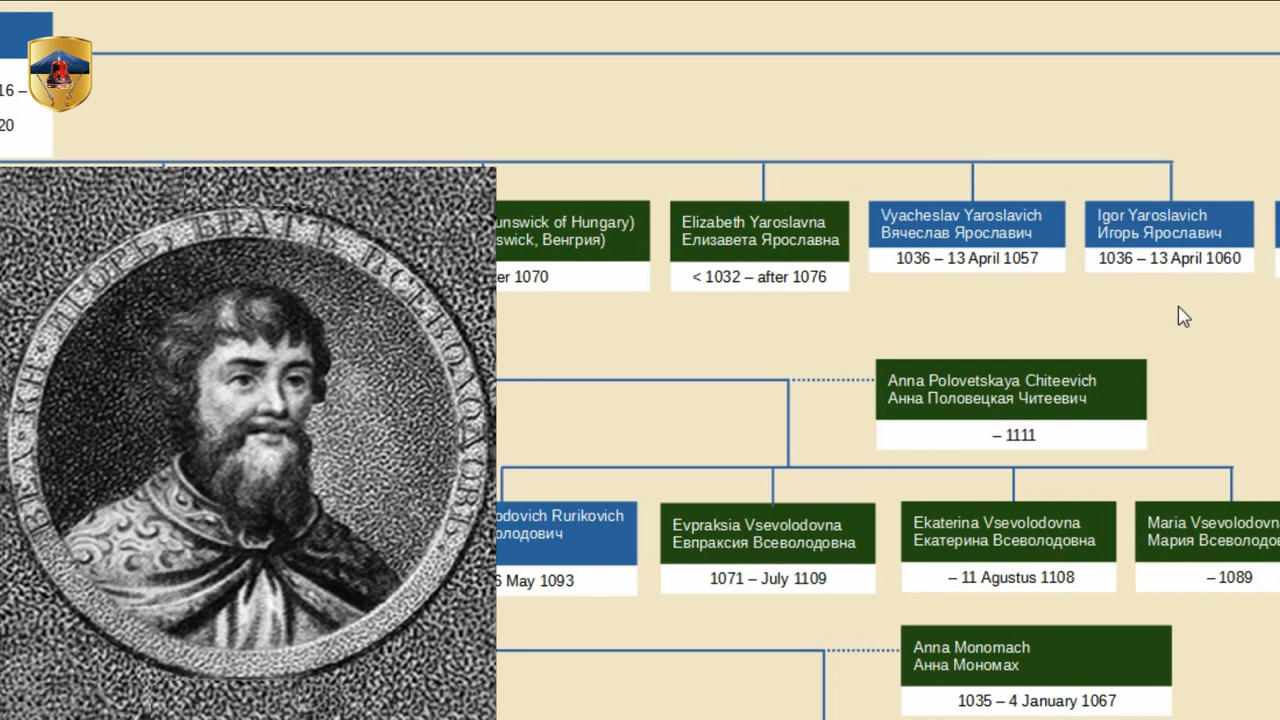 16 –
20
unswick of Hungary)
swick, Венгрия)
er 1070
Elizabeth Yaroslavna
Елизавета Ярославна
< 1032 – after 1076
Vyacheslav Yaroslavich
Вячеслав Ярославич
1036 – 13 April 1057
Igor Yaroslavich
Игорь Ярославич
1036 – 13 April 1060
Anna Polovetskaya Chiteevich
Анна Половецкая Читеевич
– 1111
odovich Rurikovich
олодович
6 May 1093
Evpraksia Vsevolodovna
Евпраксия Всеволодовна
1071 – July 1109
Ekaterina Vsevolodovna
Екатерина Всеволодовна
– 11 Agustus 1108
Maria Vsevolodovn
Мария Всеволодов
– 1089
Anna Monomach
Анна Мономах
1035 – 4 January 1067